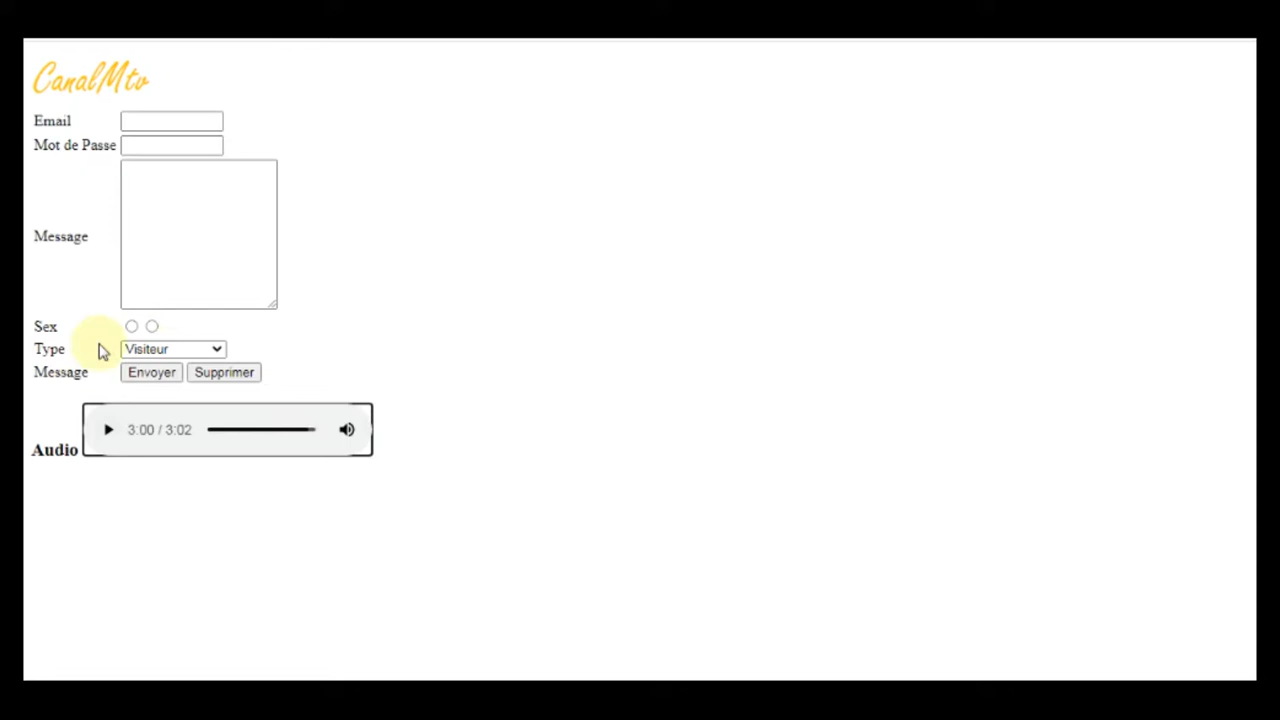 CanalMtv
Email
Mot de Passe
Message
Sex
Type Visiteur
Message Envoyer Supprimer
Audio 3:00 / 3:02